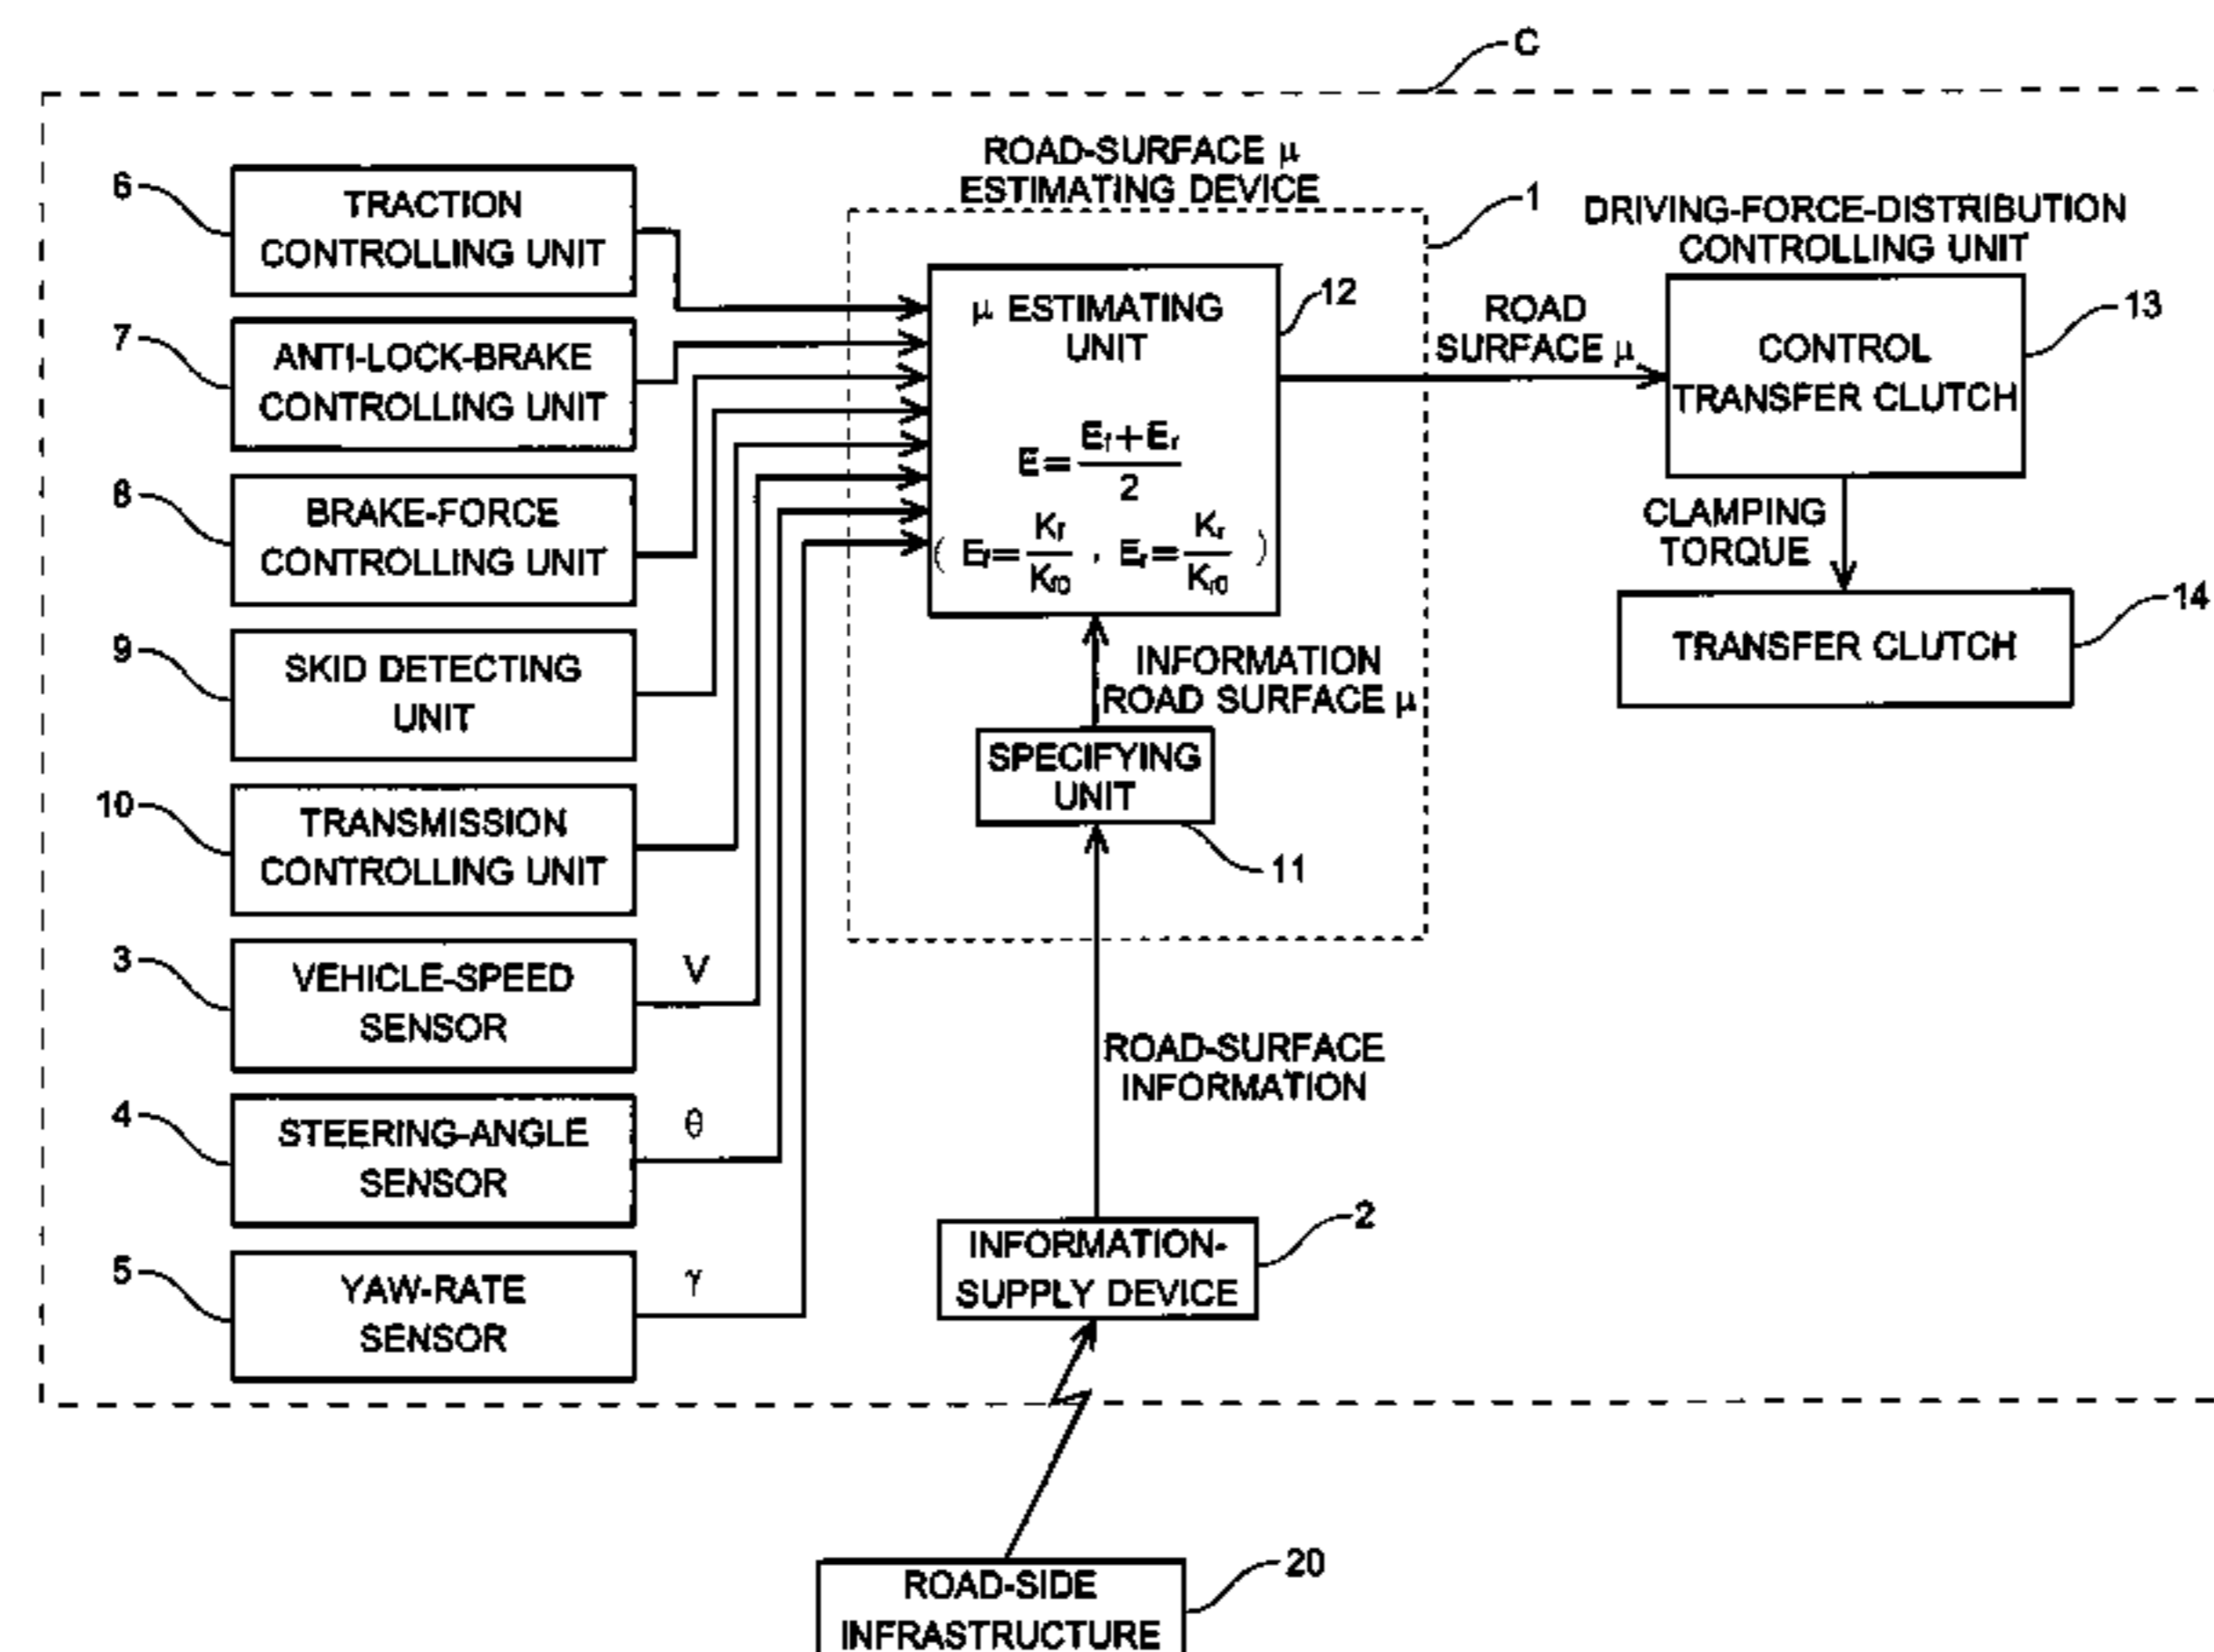 C
ROAD-SURFACE μ
ESTIMATING DEVICE
1
DRIVING-FORCE-DISTRIBUTION
CONTROLLING UNIT
6
TRACTION
CONTROLLING UNIT
7
ANTI-LOCK-BRAKE
CONTROLLING UNIT
8
BRAKE-FORCE
CONTROLLING UNIT
9
SKID DETECTING
UNIT
10
TRANSMISSION
CONTROLLING UNIT
3
VEHICLE-SPEED
SENSOR
V
4
STEERING-ANGLE
SENSOR
θ
5
YAW-RATE
SENSOR
γ
μ ESTIMATING
UNIT
12
E=(Ef+Er)/2
( Ef=Kf/Kf0 , Er=Kr/Kr0 )
INFORMATION
ROAD SURFACE μ
SPECIFYING
UNIT
11
ROAD-SURFACE
INFORMATION
INFORMATION-
SUPPLY DEVICE
2
ROAD
SURFACE μ
CONTROL
TRANSFER CLUTCH
13
CLAMPING
TORQUE
TRANSFER CLUTCH
14
ROAD-SIDE
INFRASTRUCTURE
20